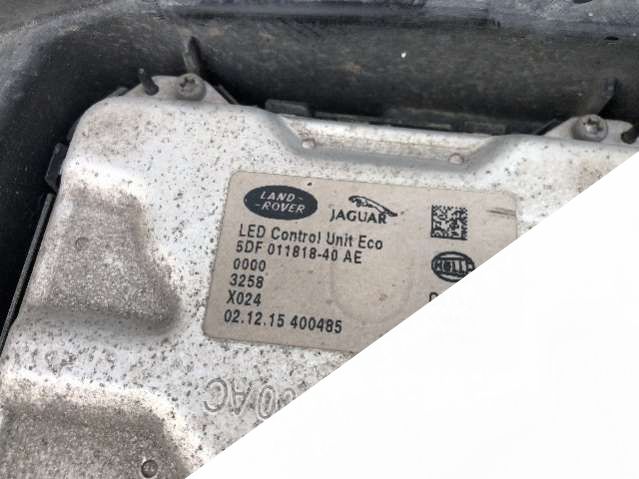 LAND-
-ROVER
JAGUAR
LED Control Unit Eco
5DF 011818-40 AE
HELLA
0000
3258
X024
02.12.15 400485